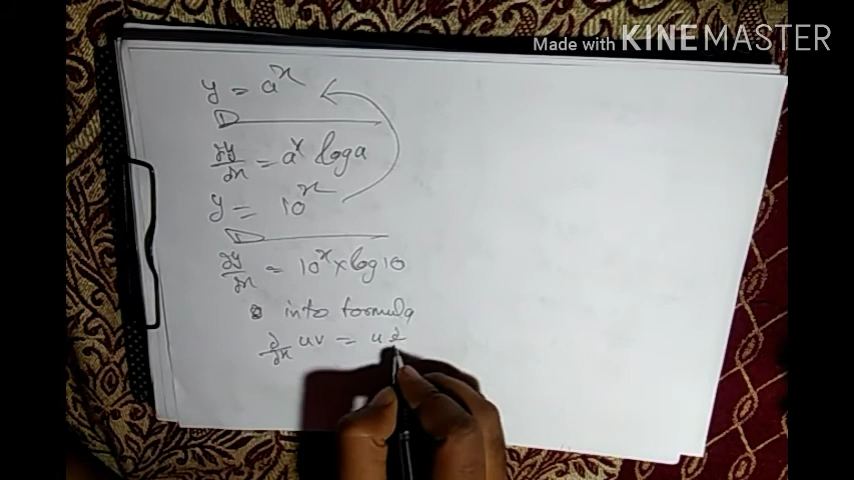 Made with KINEMASTER
y = a^x
D
dy/dx = a^x log a
y = 10^x
D
dy/dx = 10^x × log 10
into formula
d/dx uv = u d